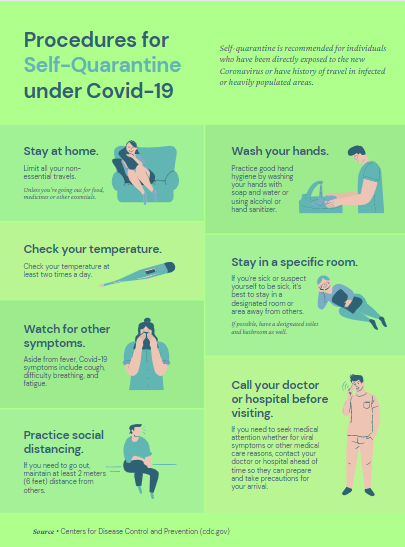 Procedures for
Self-Quarantine
under Covid-19
Self-quarantine is recommended for individuals
who have been directly exposed to the new
Coronavirus or have history of travel in infected
or heavily populated areas.
Stay at home.
Limit all your non-
essential travels.
Unless you're going out for food,
medicines or other essentials.
Check your temperature.
Check your temperature at
least two times a day.
Watch for other
symptoms.
Aside from fever, Covid-19
symptoms include cough,
difficulty breathing, and
fatigue.
Practice social
distancing.
If you need to go out,
maintain at least 2 meters
(6 feet) distance from
others.
Wash your hands.
Practice good hand
hygiene by washing
your hands with
soap and water or
using alcohol or
hand sanitizer.
Stay in a specific room.
If you're sick or suspect
yourself to be sick, it's
best to stay in a
designated room or
area away from others.
If possible, have a designated toilet
and bathroom as well.
Call your doctor
or hospital before
visiting.
If you need to seek medical
attention whether for viral
symptoms or other medical
care reasons, contact your
doctor or hospital ahead of
time so they can prepare
and take precautions for
your arrival.
Source • Centers for Disease Control and Prevention (cdc.gov)